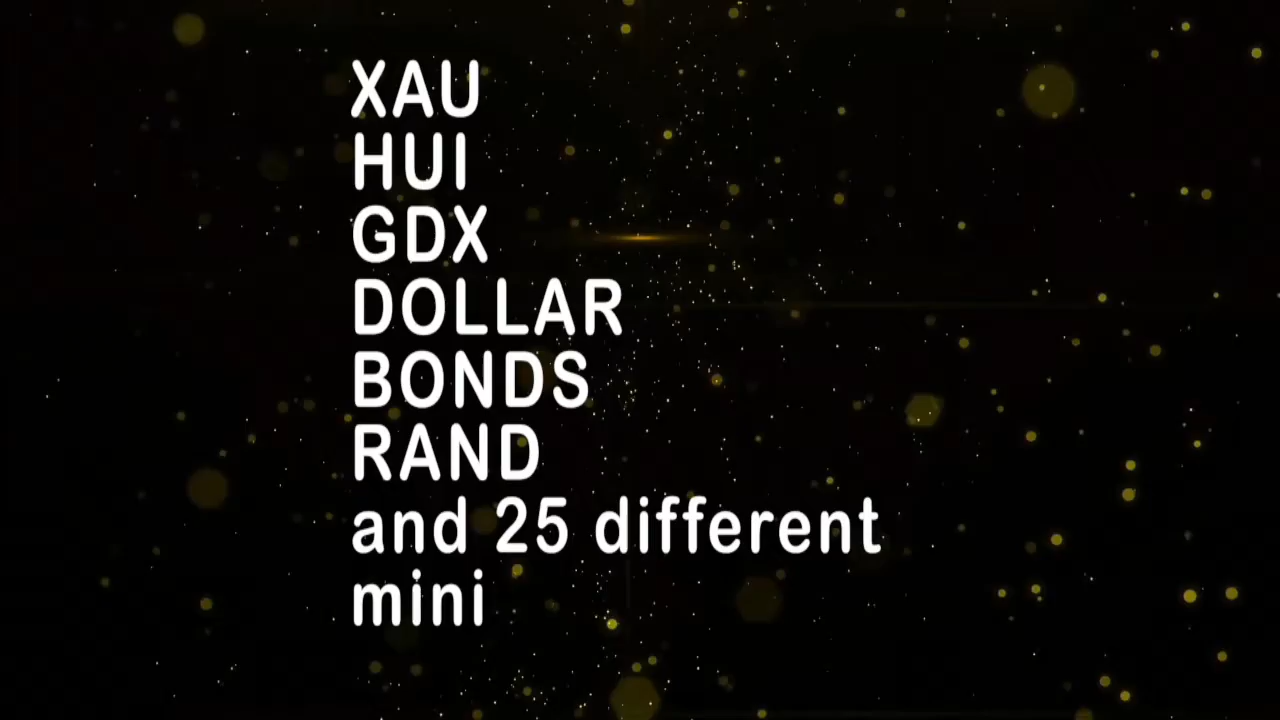 XAU
HUI
GDX
DOLLAR
BONDS
RAND
and 25 different
mini